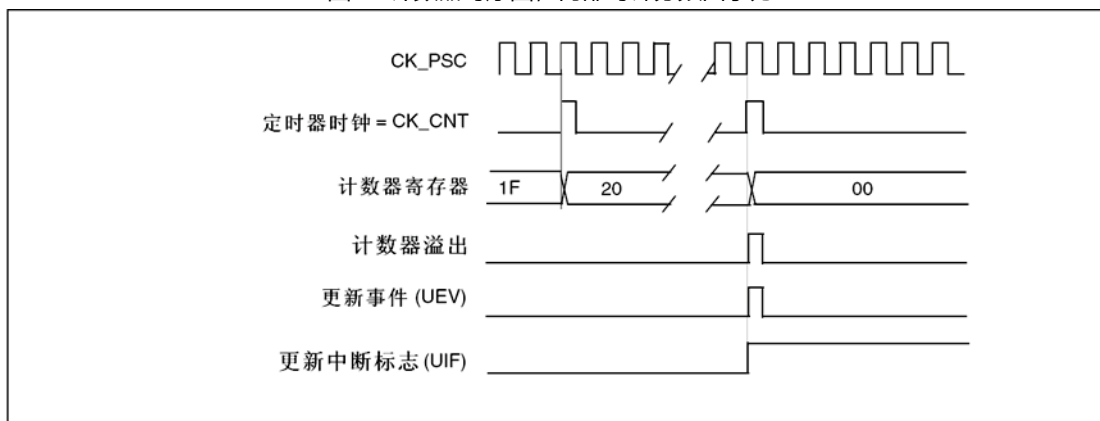 CK_PSC
定时器时钟 = CK_CNT
计数器寄存器 1F 20 00
计数器溢出
更新事件 (UEV)
更新中断标志 (UIF)